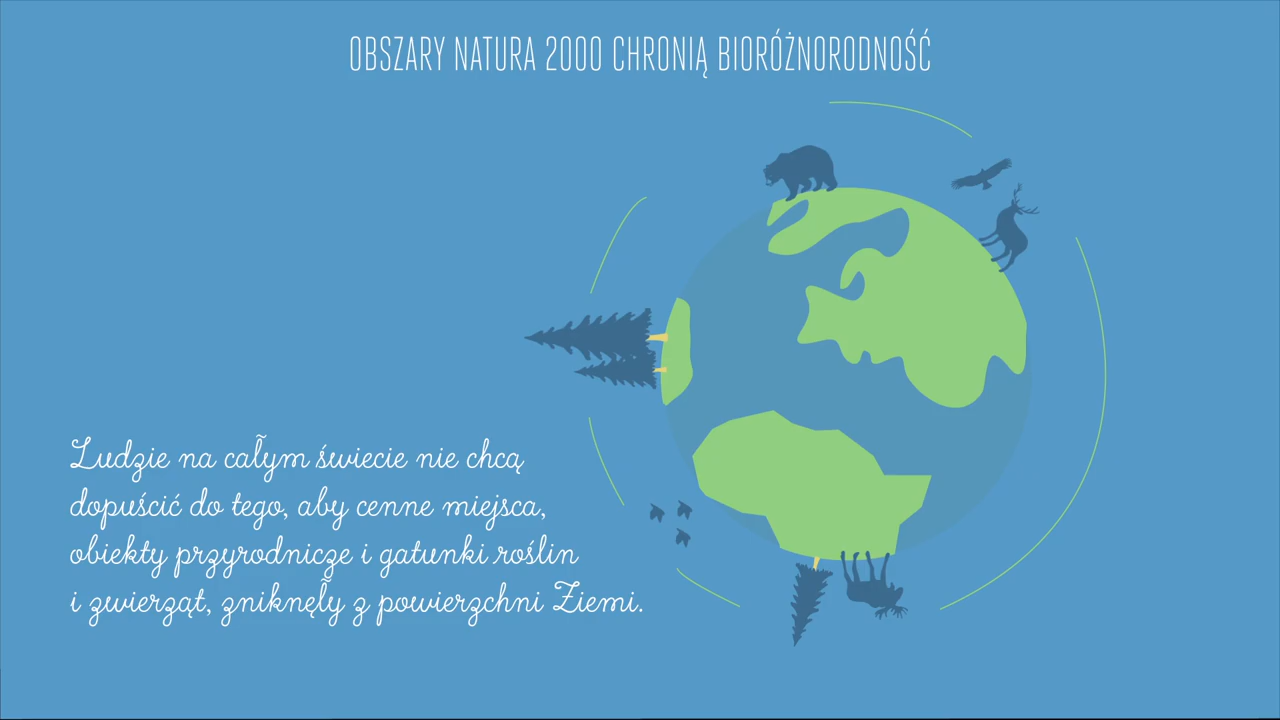 OBSZARY NATURA 2000 CHRONIĄ BIORÓŻNORODNOŚĆ
Ludzie na całym świecie nie chcą
dopuścić do tego, aby cenne miejsca,
obiekty przyrodnicze i gatunki roślin
i zwierząt, zniknęły z powierzchni Ziemi.